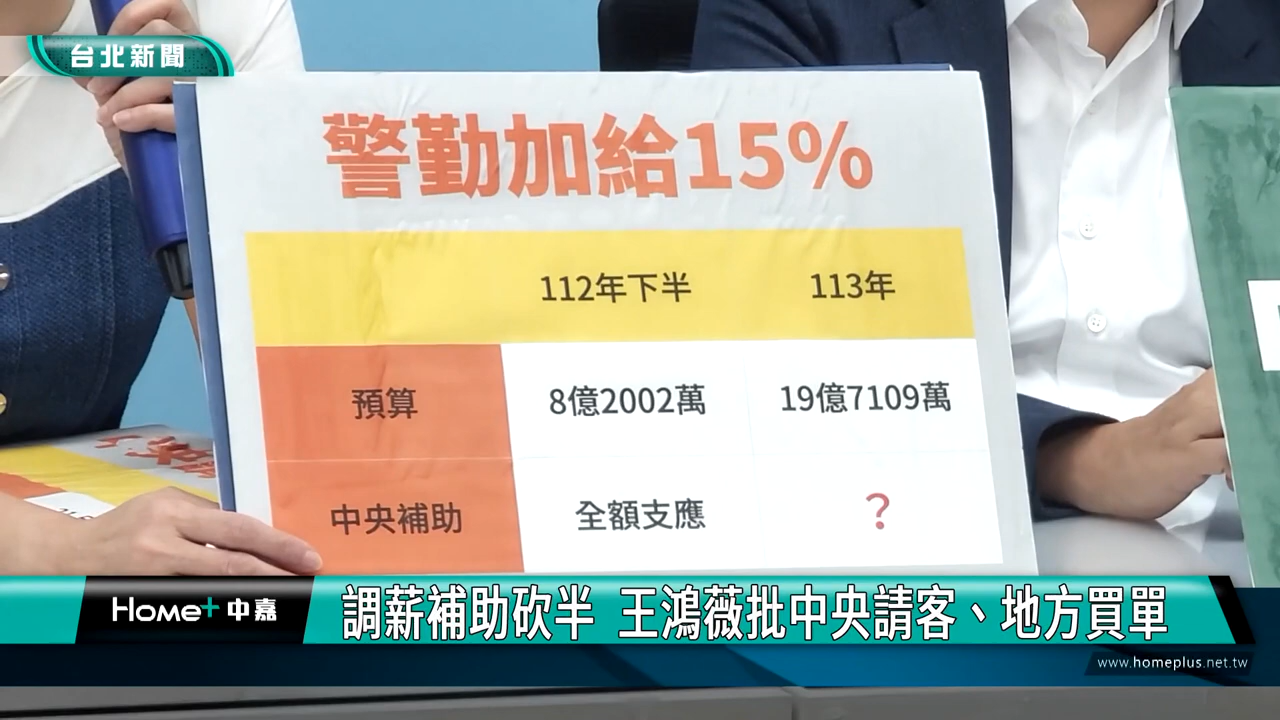 台北新聞
警勤加給15%
112年下半 113年
預算 8億2002萬 19億7109萬
中央補助 全額支應 ?
Home+中嘉
調薪補助砍半 王鴻薇批中央請客、地方買單
www.homeplus.net.tw